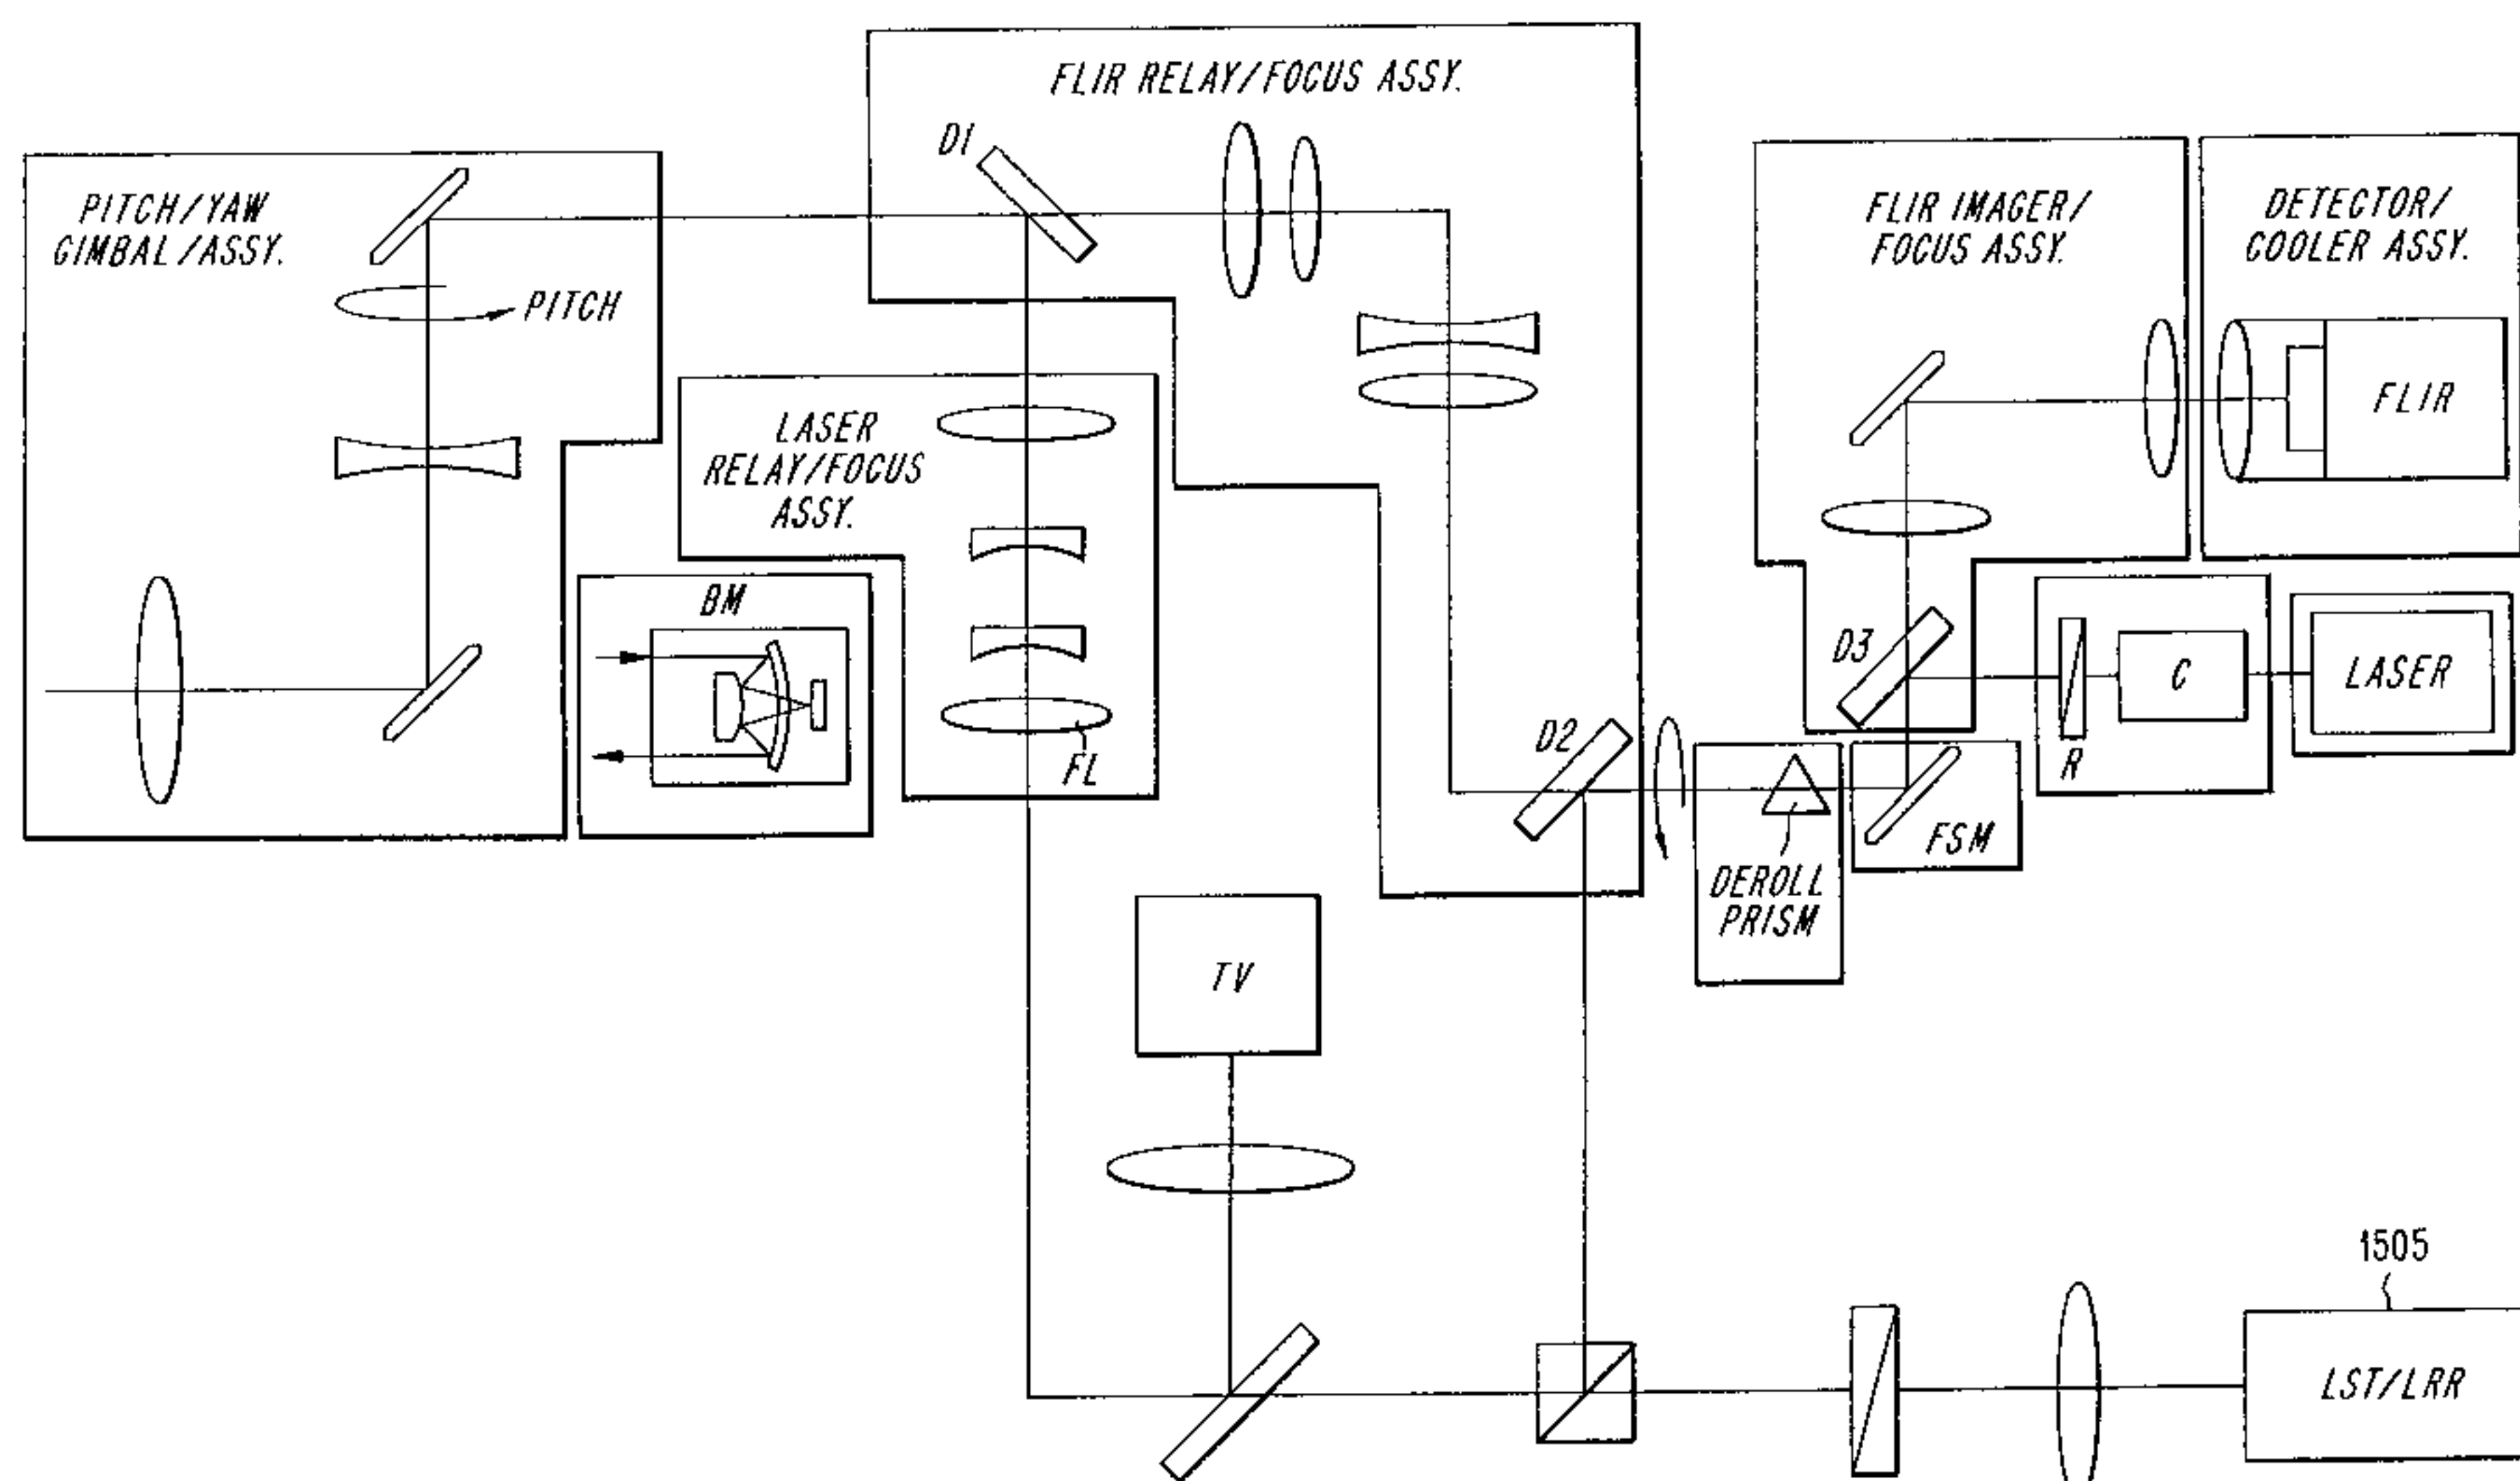 FLIR RELAY/FOCUS ASSY.
D1
PITCH/YAW
GIMBAL/ASSY.
PITCH
FLIR IMAGER/
FOCUS ASSY.
DETECTOR/
COOLER ASSY.
FLIR
LASER
RELAY/FOCUS
ASSY.
BM
FL
D2
D3
R
C
LASER
FSM
DEROLL
PRISM
TV
1505
LST/LRR